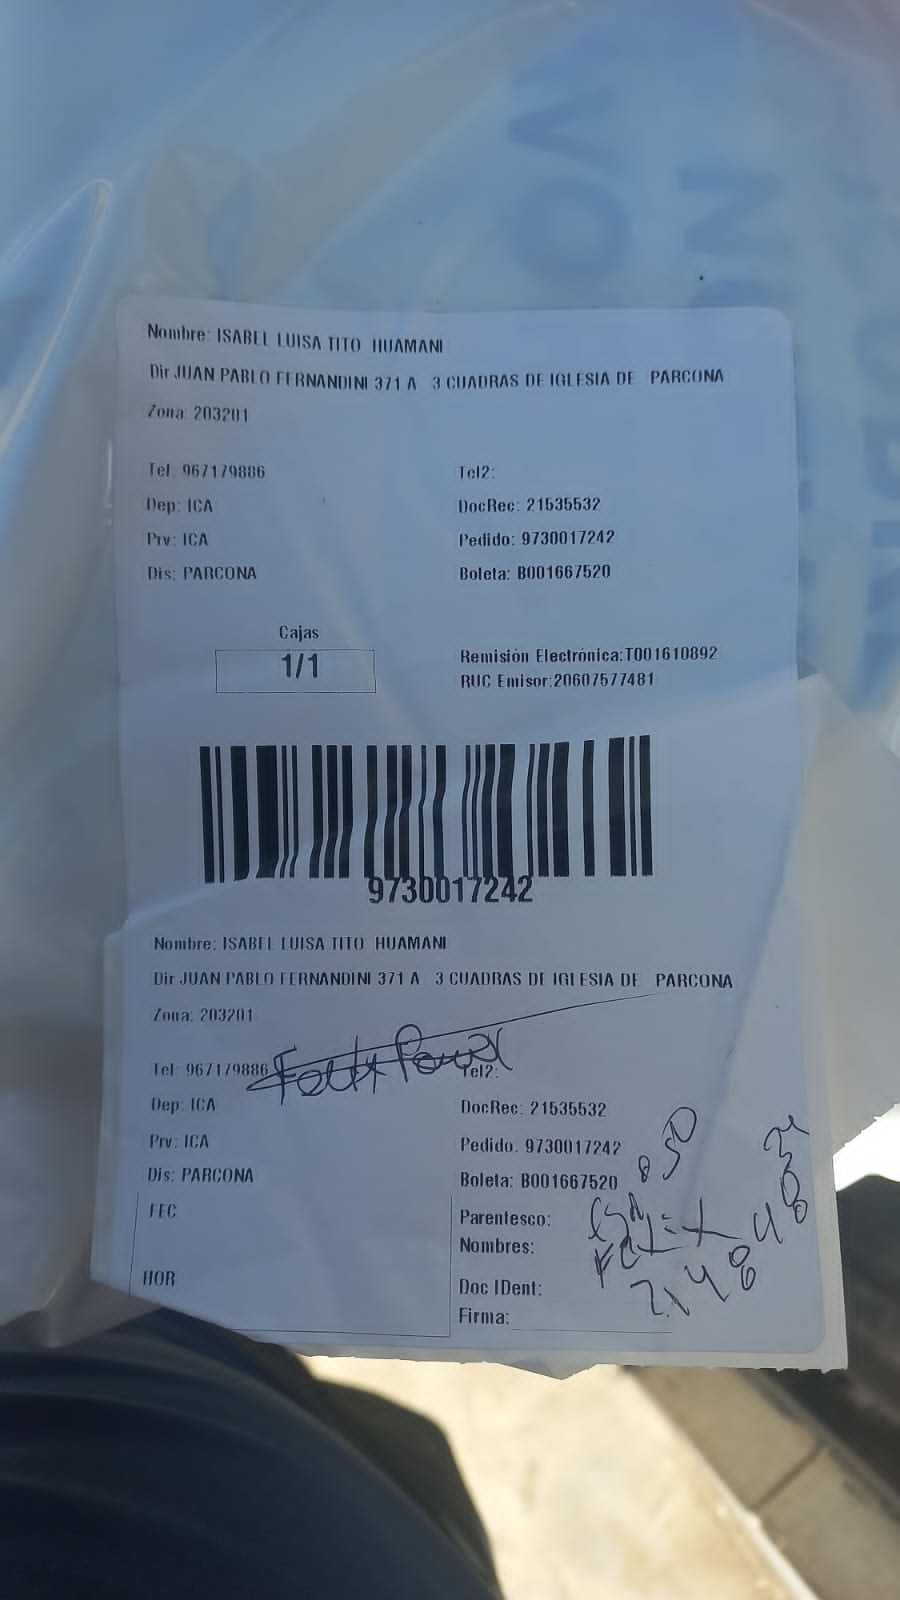 Nombre: ISABEL LUISA TITO HUAMANI
Dir JUAN PABLO FERNANDINI 371 A 3 CUADRAS DE IGLESIA DE PARCONA
Zona: 203201
Tel: 967179886 Tel2:
Dep: ICA DocRec: 21535532
Prv: ICA Pedido: 9730017242
Dis: PARCONA Boleta: B001667520
Cajas
1/1
Remisión Electrónica:T001610892
RUC Emisor:20607577481
9730017242
Nombre: ISABEL LUISA TITO HUAMANI
Dir JUAN PABLO FERNANDINI 371 A 3 CUADRAS DE IGLESIA DE PARCONA
Zona: 203201
Tel: 967179886 Tel2:
Dep: ICA DocRec: 21535532
Prv: ICA Pedido: 9730017242
Dis: PARCONA Boleta: B001667520
FEC
Parentesco:
Nombres: Felix
HOR
Doc IDent:
Firma: